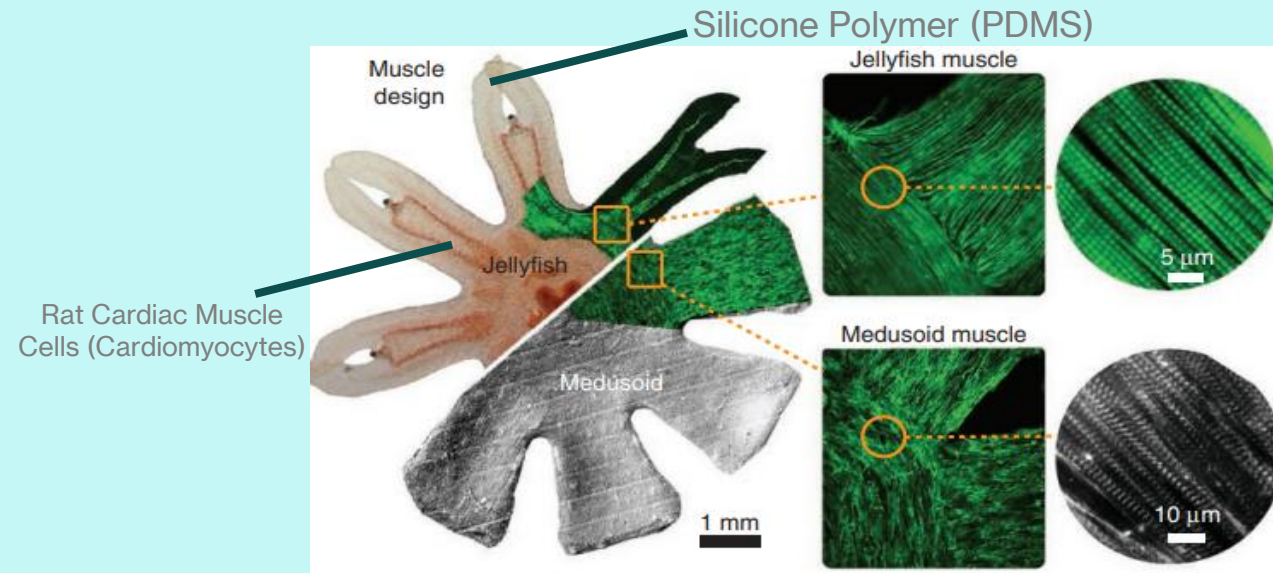 Silicone Polymer (PDMS)
Muscle
design
Jellyfish muscle
Jellyfish
5 μm
Rat Cardiac Muscle
Cells (Cardiomyocytes)
Medusoid muscle
Medusoid
1 mm
10 μm